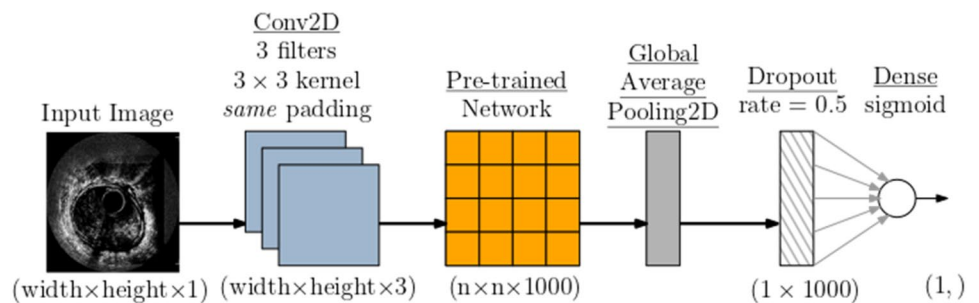 Input Image
(width×height×1)
Conv2D
3 filters
3 × 3 kernel
same padding
(width×height×3)
Pre-trained
Network
(n×n×1000)
Global
Average
Pooling2D
Dropout
rate = 0.5
(1 × 1000)
Dense
sigmoid
(1, )